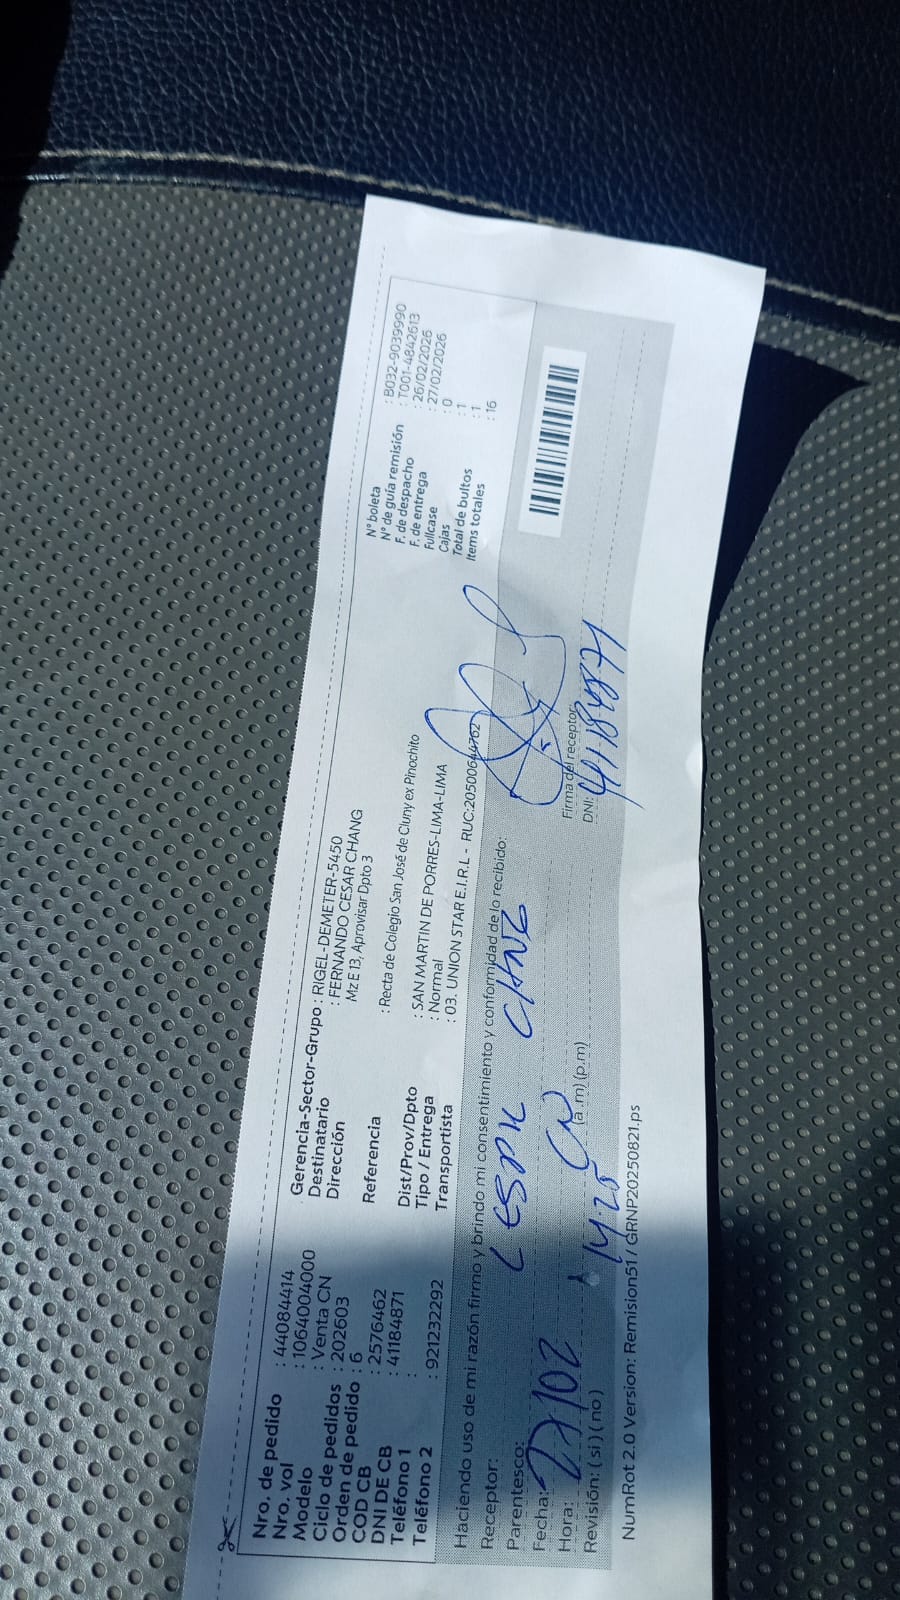 Nro. de pedido : 44084414
Nro. vol : 1064004000
Modelo : Venta CN
Ciclo de pedidos : 202603
Orden de pedido : 6
COD CB : 25764462
DNI DE CB : 41184871
Teléfono 1 :
Teléfono 2 : 921232292
Gerencia-Sector-Grupo : RIGEL-DEMETER-5450
Destinatario : FERNANDO CESAR CHANG
Dirección : Mz E 13, Aprovisar Dpto 3
Referencia : Recta de Colegio San José de Cluny ex Pinochito
Dist/Prov/Dpto : SAN MARTIN DE PORRES-LIMA-LIMA
Tipo / Entrega : Normal
Transportista : 03. UNION STAR E.I.R.L - RUC:20500644762
N° boleta : B032-9039990
N° de guía remisión : T001-4842613
F. de despacho : 26/02/2026
F. de entrega : 27/02/2026
Fullcase : 0
Cajas : 1
Total de bultos : 1
Items totales : 16
Haciendo uso de mi razón firmo y brindo mi consentimiento y conformidad de lo recibido:
Receptor:
Parentesco:
Fecha: 27/02
Hora: 14:25 (a.m) (p.m)
Revisión: ( si ) ( no )
Firma del receptor
DNI: 41184871
NumRot 2.0 Version: Remision51 / GRNP20250821.ps